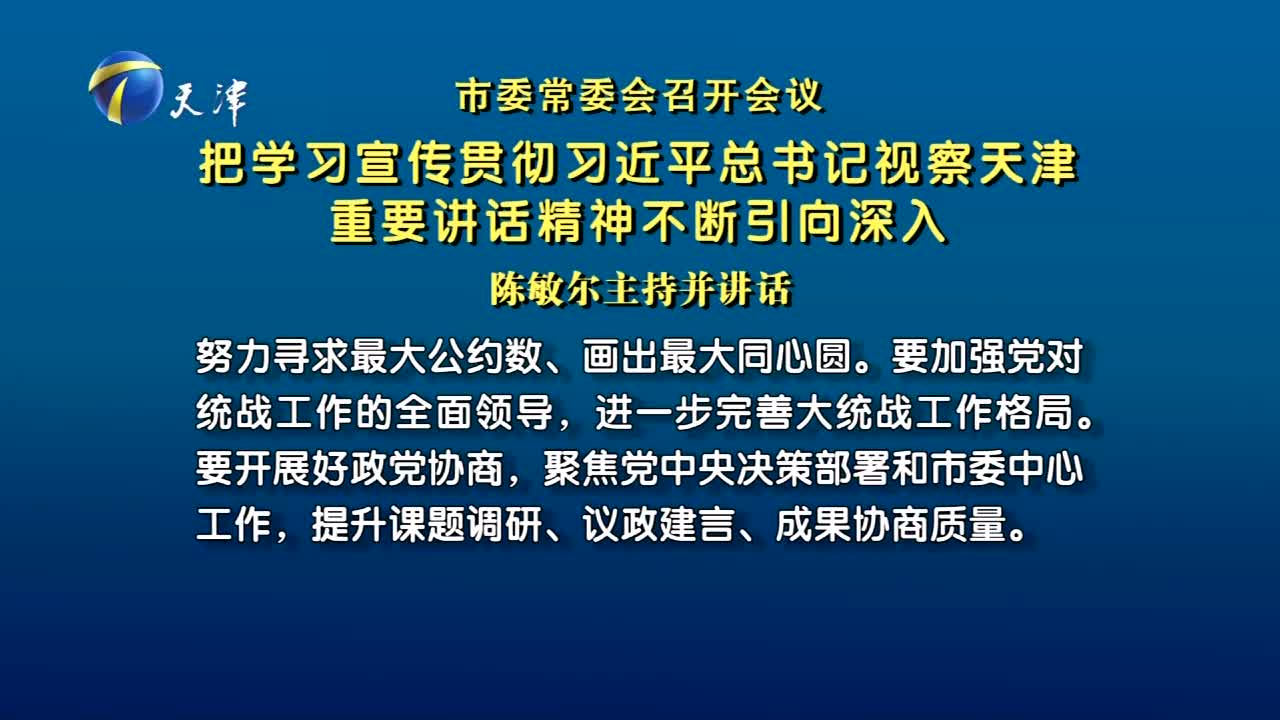 天津
市委常委会召开会议
把学习宣传贯彻习近平总书记视察天津
重要讲话精神不断引向深入
陈敏尔主持并讲话
努力寻求最大公约数、画出最大同心圆。要加强党对
统战工作的全面领导，进一步完善大统战工作格局。
要开展好政党协商，聚焦党中央决策部署和市委中心
工作，提升课题调研、议政建言、成果协商质量。